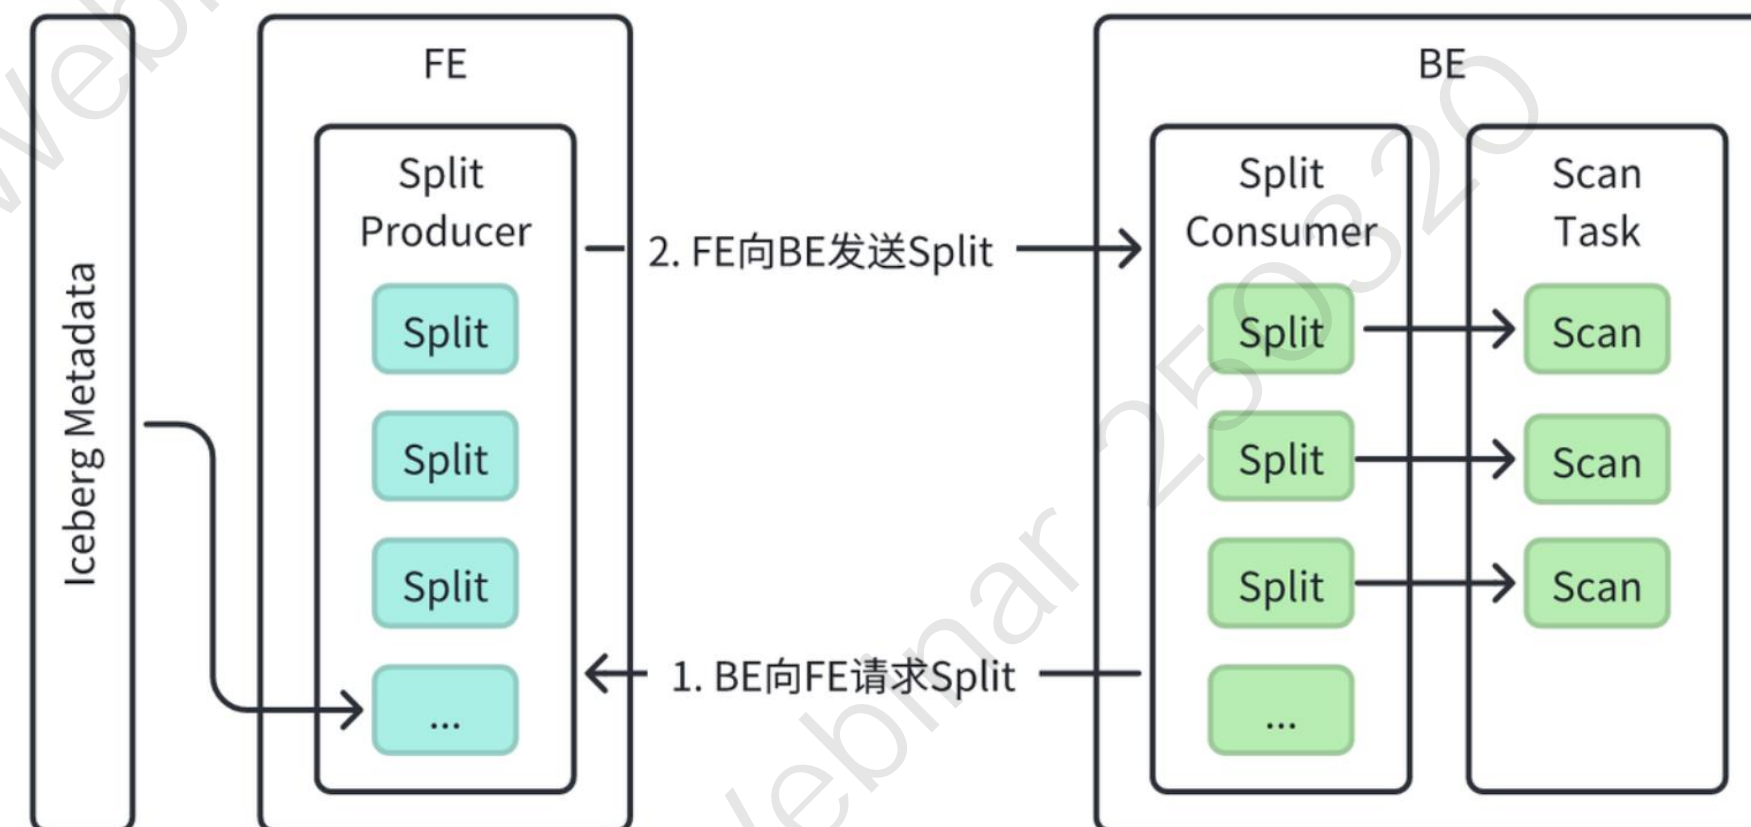 Iceberg Metadata
FE
Split
Producer
Split
Split
Split
...
2. FE向BE发送Split
1. BE向FE请求Split
BE
Split
Consumer
Split
Split
Split
...
Scan
Task
Scan
Scan
Scan
Webinar 250320